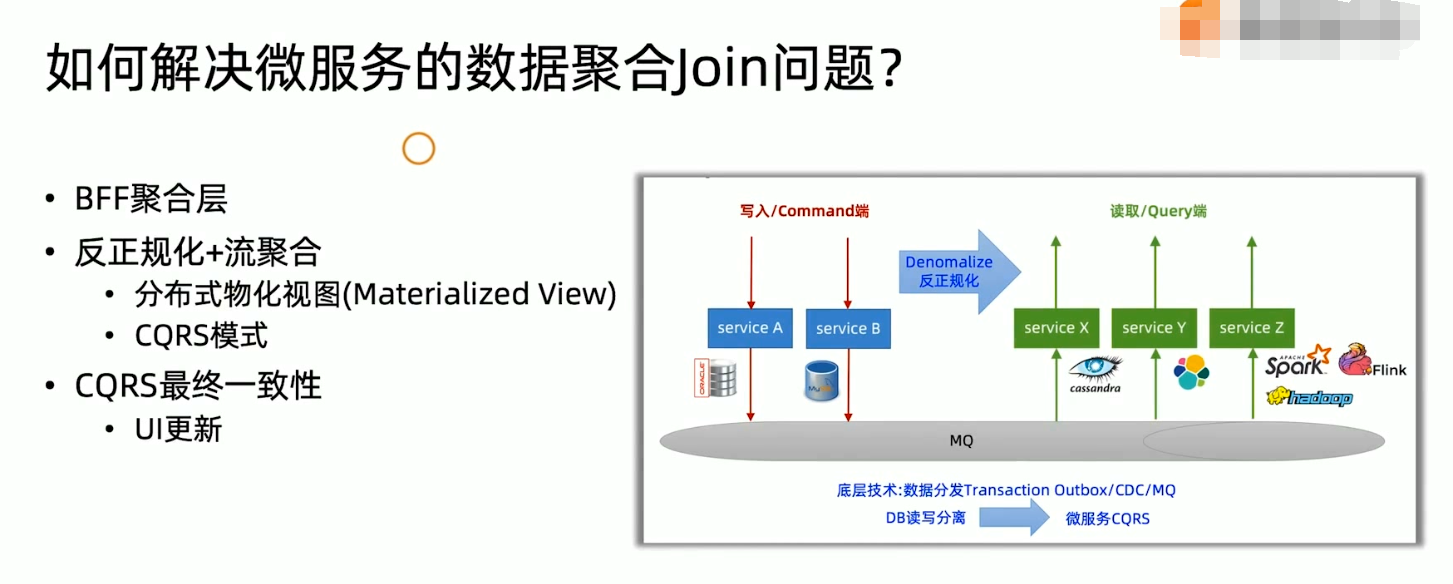 如何解决微服务的数据聚合Join问题?
• BFF聚合层
• 反正规化+流聚合
• 分布式物化视图(Materialized View)
• CQRS模式
• CQRS最终一致性
• UI更新
写入/Command端
读取/Query端
Denomalize
反正规化
service A
service B
service X
service Y
service Z
ORACLE
MySQL
cassandra
APACHE
Spark
Flink
hadoop
MQ
底层技术:数据分发Transaction Outbox/CDC/MQ
DB读写分离
微服务CQRS